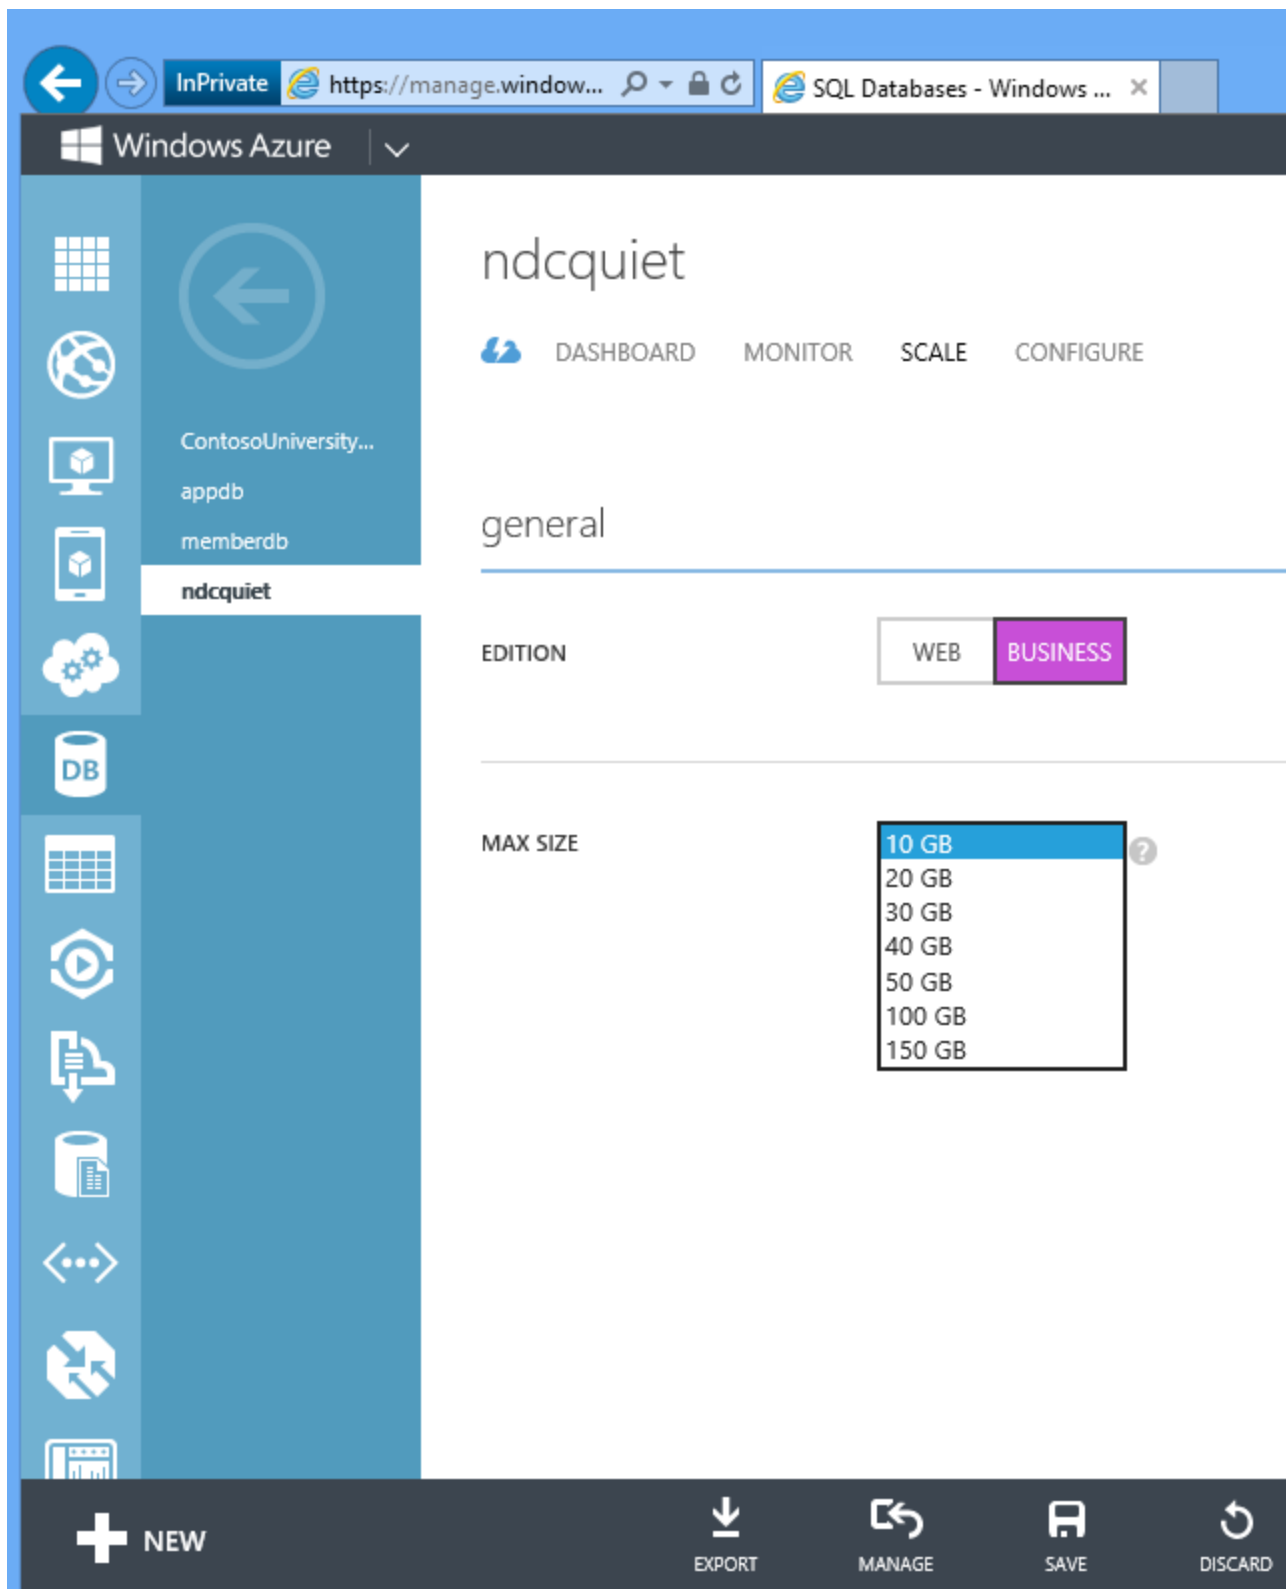 InPrivate https://manage.window... SQL Databases - Windows ...
Windows Azure
ndcquiet
DASHBOARD MONITOR SCALE CONFIGURE
ContosoUniversity...
appdb
memberdb
ndcquiet
general
EDITION WEB BUSINESS
DB
MAX SIZE 10 GB ?
20 GB
30 GB
40 GB
50 GB
100 GB
150 GB
NEW EXPORT MANAGE SAVE DISCARD